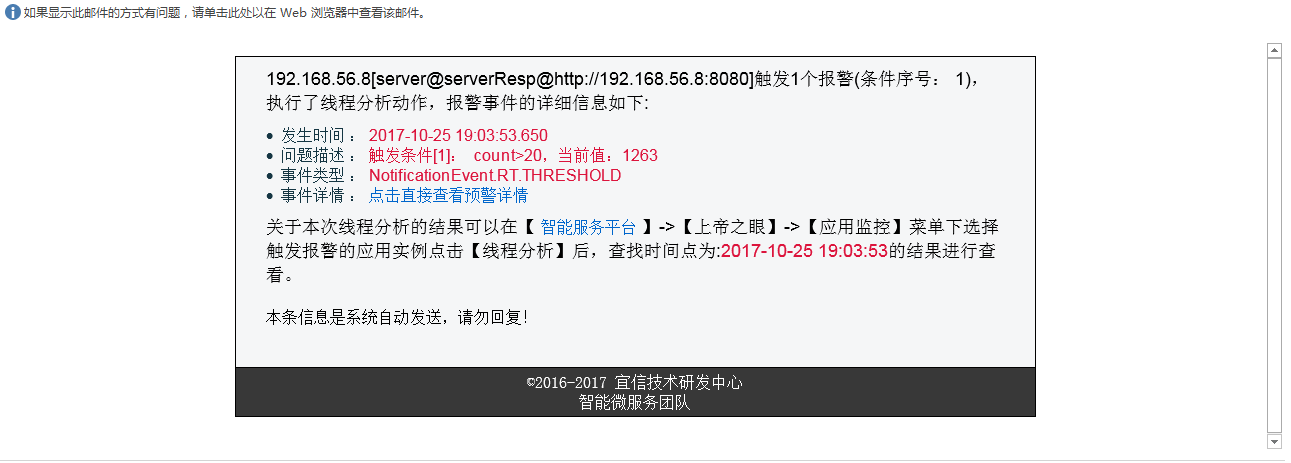 如果显示此邮件的方式有问题，请单击此处以在 Web 浏览器中查看该邮件。
192.168.56.8[server@serverResp@http://192.168.56.8:8080]触发1个报警(条件序号： 1)，
执行了线程分析动作，报警事件的详细信息如下:
• 发生时间 ： 2017-10-25 19:03:53.650
• 问题描述 ： 触发条件[1]： count>20，当前值：1263
• 事件类型 ： NotificationEvent.RT.THRESHOLD
• 事件详情 ： 点击直接查看预警详情
关于本次线程分析的结果可以在【 智能服务平台 】->【上帝之眼】->【应用监控】菜单下选择
触发报警的应用实例点击【线程分析】后，查找时间点为:2017-10-25 19:03:53的结果进行查
看。
本条信息是系统自动发送，请勿回复！
©2016-2017 宜信技术研发中心
智能微服务团队